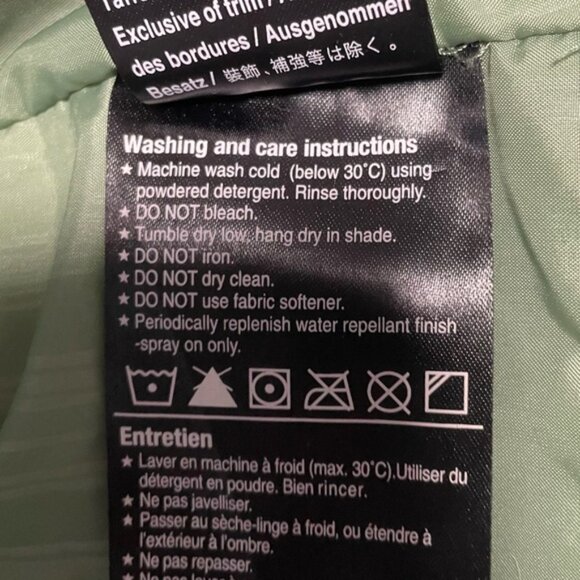 Exclusive of trim /
des bordures / Ausgenommen
Besatz / 装飾、補強等は除く。
Washing and care instructions
★ Machine wash cold (below 30°C) using
powdered detergent. Rinse thoroughly.
★ DO NOT bleach.
★ Tumble dry low, hang dry in shade.
★ DO NOT iron.
★ DO NOT dry clean.
★ DO NOT use fabric softener.
★ Periodically replenish water repellant finish
-spray on only.
Entretien
★ Laver en machine à froid (max. 30°C).Utiliser du
détergent en poudre. Bien rincer.
★ Ne pas javelliser.
★ Passer au sèche-linge à froid, ou étendre à
l'extérieur à l'ombre.
★ Ne pas repasser.
★ Ne pas laver à